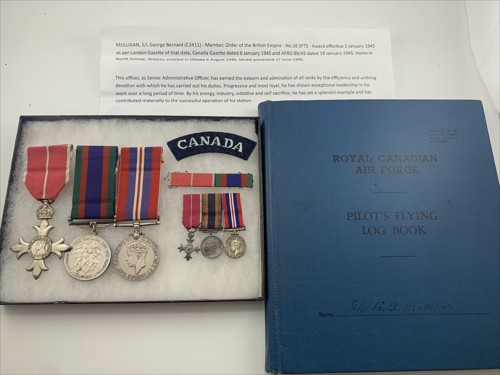 MULLIGAN, S/L George Bernard (C2411) - Member, Order of the British Empire - No.16 SFTS - Award effective 1 January 1945
as per London Gazette of that date, Canada Gazette dated 6 January 1945 and AFRO 89/45 dated 19 January 1945. Home in
North Gimole, Ontario; enlisted in Ottawa 6 August 1940. Medal presented 17 June 1945.
This officer, as Senior Administrative Officer, has earned the esteem and admiration of all ranks by the efficiency and untiring
devotion with which he has carried out his duties. Progressive and most level, he has shown exceptional leadership in his
work over a long period of time. By his energy, industry, initiative and self sacrifice, he has set a splendid example and has
contributed materially to the successful operation of his station.
CANADA
ROYAL CANADIAN
AIR FORCE
PILOT'S FLYING
LOG BOOK
Name